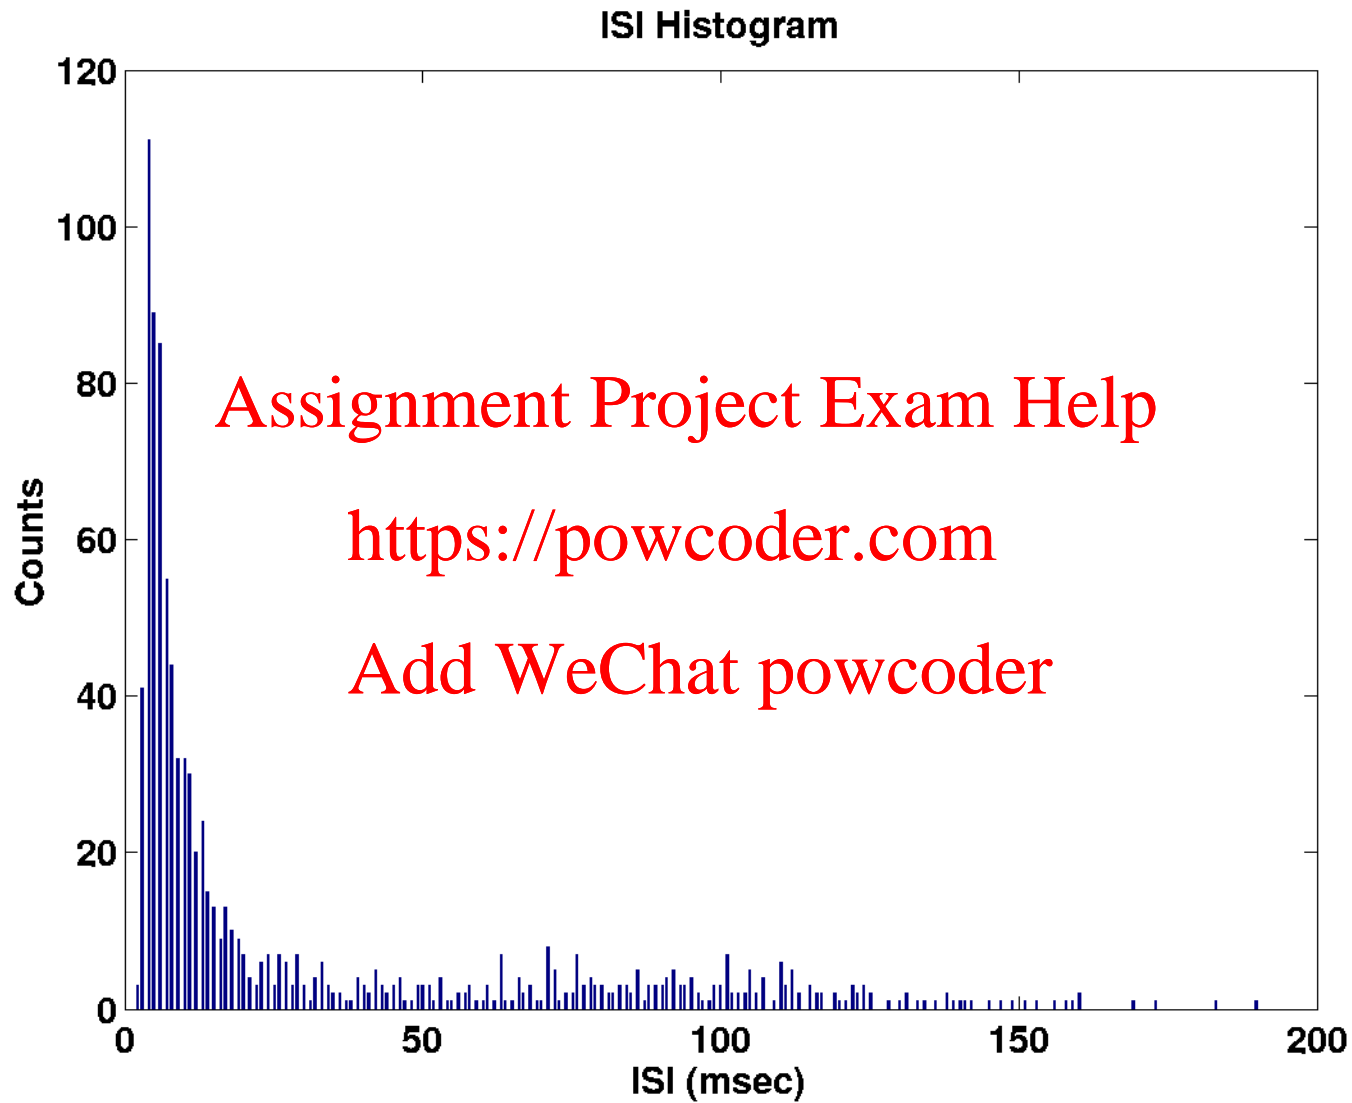 ISI Histogram
120
100
80
60
40
20
0
Counts
Assignment Project Exam Help
https://powcoder.com
Add WeChat powcoder
0 50 100 150 200
ISI (msec)